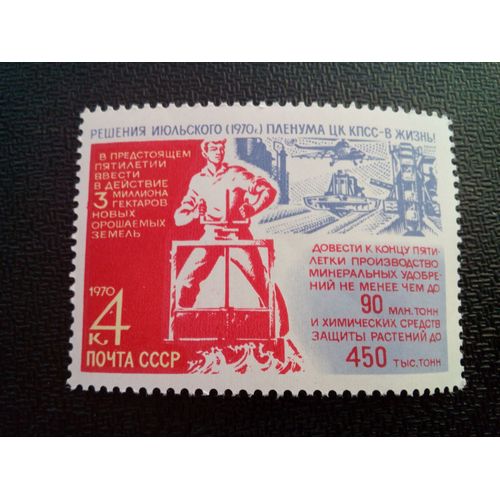 РЕШЕНИЯ ИЮЛЬСКОГО (1970г.) ПЛЕНУМА ЦК КПСС-В ЖИЗНЬ!
В ПРЕДСТОЯЩЕМ
ПЯТИЛЕТИИ
ВВЕСТИ
В ДЕЙСТВИЕ
3 МИЛЛИОНА
ГЕКТАРОВ
НОВЫХ
ОРОШАЕМЫХ
ЗЕМЕЛЬ
ДОВЕСТИ К КОНЦУ ПЯТИ-
ЛЕТКИ ПРОИЗВОДСТВО
МИНЕРАЛЬНЫХ УДОБРЕ-
НИЙ НЕ МЕНЕЕ ЧЕМ ДО
90 МЛН. ТОНН
И ХИМИЧЕСКИХ СРЕДСТВ
ЗАЩИТЫ РАСТЕНИЙ ДО
450 ТЫС. ТОНН
1970
4 к.
ПОЧТА СССР